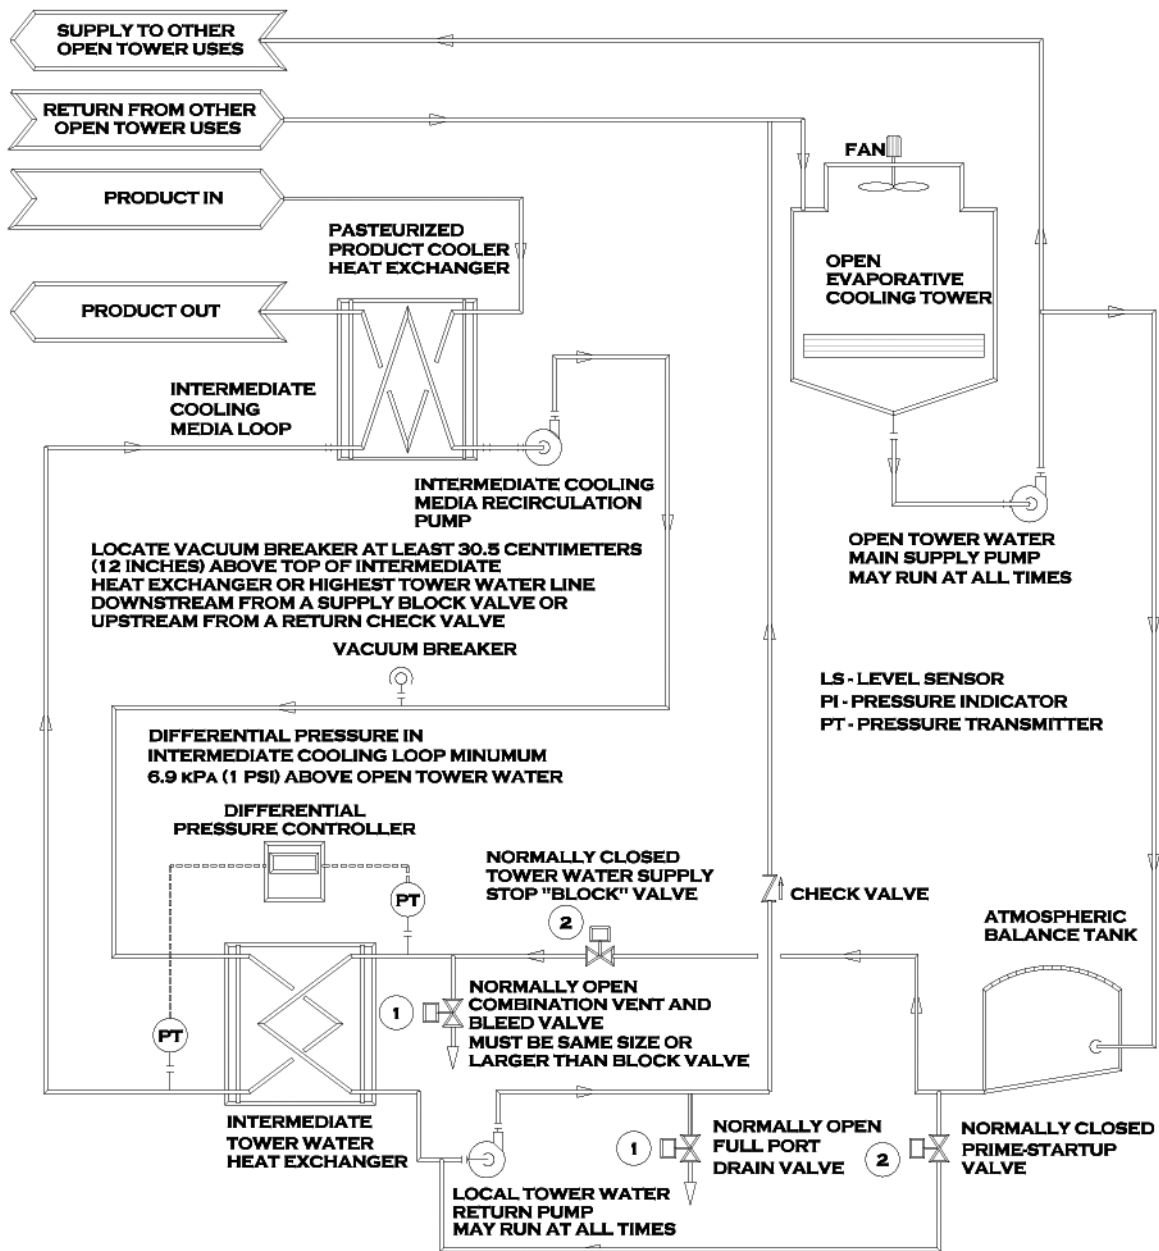 SUPPLY TO OTHER
OPEN TOWER USES
RETURN FROM OTHER
OPEN TOWER USES
PRODUCT IN
PRODUCT OUT
PASTEURIZED
PRODUCT COOLER
HEAT EXCHANGER
FAN
OPEN
EVAPORATIVE
COOLING TOWER
INTERMEDIATE
COOLING
MEDIA LOOP
INTERMEDIATE COOLING
MEDIA RECIRCULATION
PUMP
OPEN TOWER WATER
MAIN SUPPLY PUMP
MAY RUN AT ALL TIMES
LOCATE VACUUM BREAKER AT LEAST 30.5 CENTIMETERS
(12 INCHES) ABOVE TOP OF INTERMEDIATE
HEAT EXCHANGER OR HIGHEST TOWER WATER LINE
DOWNSTREAM FROM A SUPPLY BLOCK VALVE OR
UPSTREAM FROM A RETURN CHECK VALVE
VACUUM BREAKER
LS - LEVEL SENSOR
PI - PRESSURE INDICATOR
PT - PRESSURE TRANSMITTER
DIFFERENTIAL PRESSURE IN
INTERMEDIATE COOLING LOOP MINUMUM
6.9 KPA (1 PSI) ABOVE OPEN TOWER WATER
DIFFERENTIAL
PRESSURE CONTROLLER
PT
NORMALLY CLOSED
TOWER WATER SUPPLY
STOP "BLOCK" VALVE
2
CHECK VALVE
ATMOSPHERIC
BALANCE TANK
1
NORMALLY OPEN
COMBINATION VENT AND
BLEED VALVE
MUST BE SAME SIZE OR
LARGER THAN BLOCK VALVE
PT
INTERMEDIATE
TOWER WATER
HEAT EXCHANGER
LOCAL TOWER WATER
RETURN PUMP
MAY RUN AT ALL TIMES
1
NORMALLY OPEN
FULL PORT
DRAIN VALVE
2
NORMALLY CLOSED
PRIME-STARTUP
VALVE